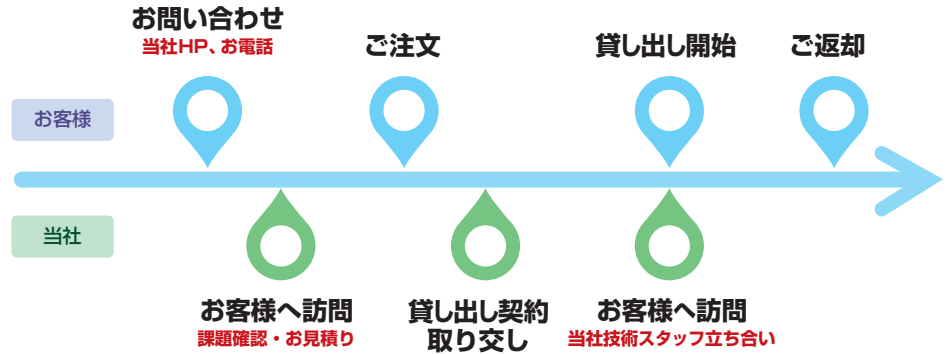 お問い合わせ
当社HP、お電話
ご注文
貸し出し開始
ご返却
お客様
当社
お客様へ訪問
課題確認・お見積り
貸し出し契約
取り交し
お客様へ訪問
当社技術スタッフ立ち合い